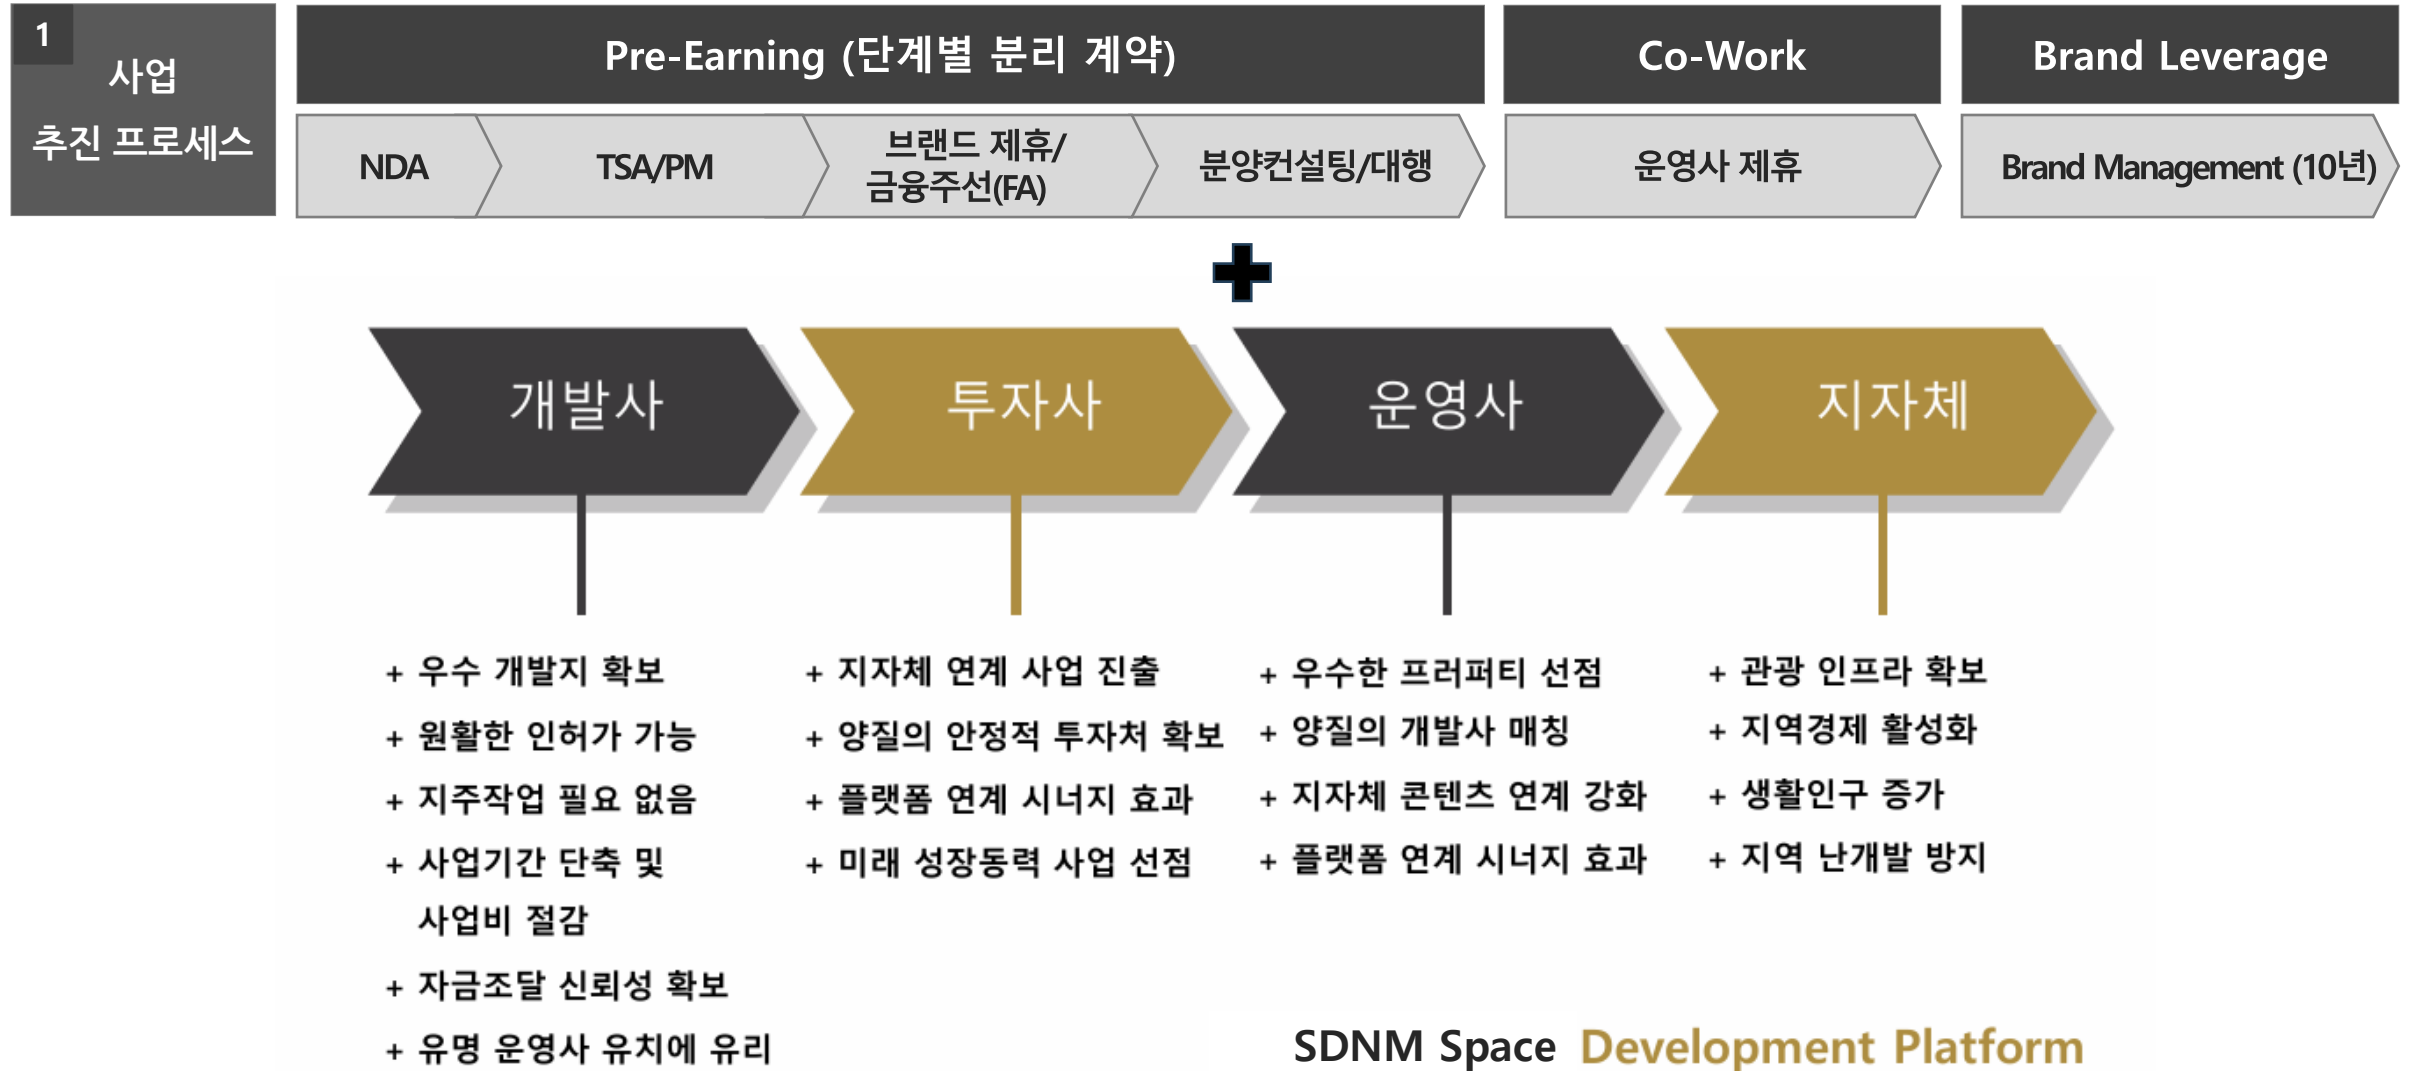 1
사업
추진 프로세스
Pre-Earning (단계별 분리 계약)
Co-Work
Brand Leverage
NDA
TSA/PM
브랜드 제휴/
금융주선(FA)
분양컨설팅/대행
운영사 제휴
Brand Management (10년)
개발사
투자사
운영사
지자체
+ 우수 개발지 확보
+ 원활한 인허가 가능
+ 지주작업 필요 없음
+ 사업기간 단축 및
사업비 절감
+ 자금조달 신뢰성 확보
+ 유명 운영사 유치에 유리
+ 지자체 연계 사업 진출
+ 양질의 안정적 투자처 확보
+ 플랫폼 연계 시너지 효과
+ 미래 성장동력 사업 선점
+ 우수한 프러퍼티 선점
+ 양질의 개발사 매칭
+ 지자체 콘텐츠 연계 강화
+ 플랫폼 연계 시너지 효과
+ 관광 인프라 확보
+ 지역경제 활성화
+ 생활인구 증가
+ 지역 난개발 방지
SDNM Space Development Platform